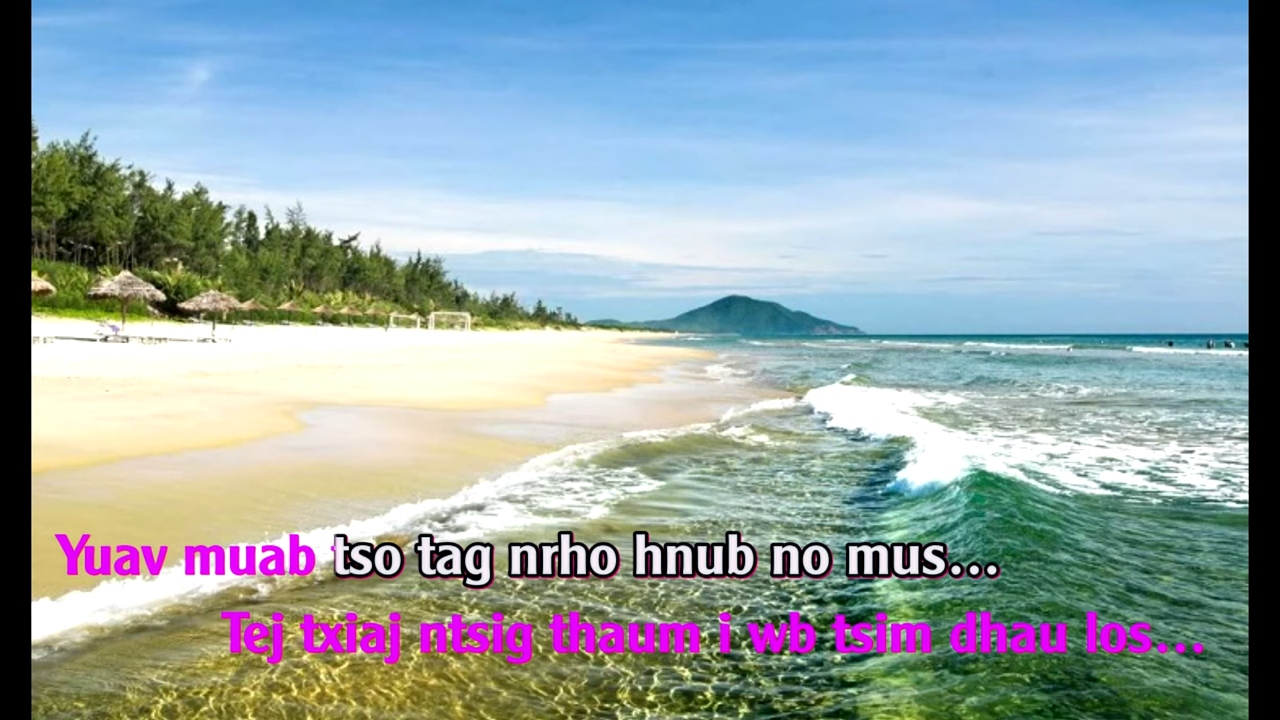 Yuav muab tso tag nrho hnub no mus...
Tej txiaj ntsig thaum i wb tsim dhau los...